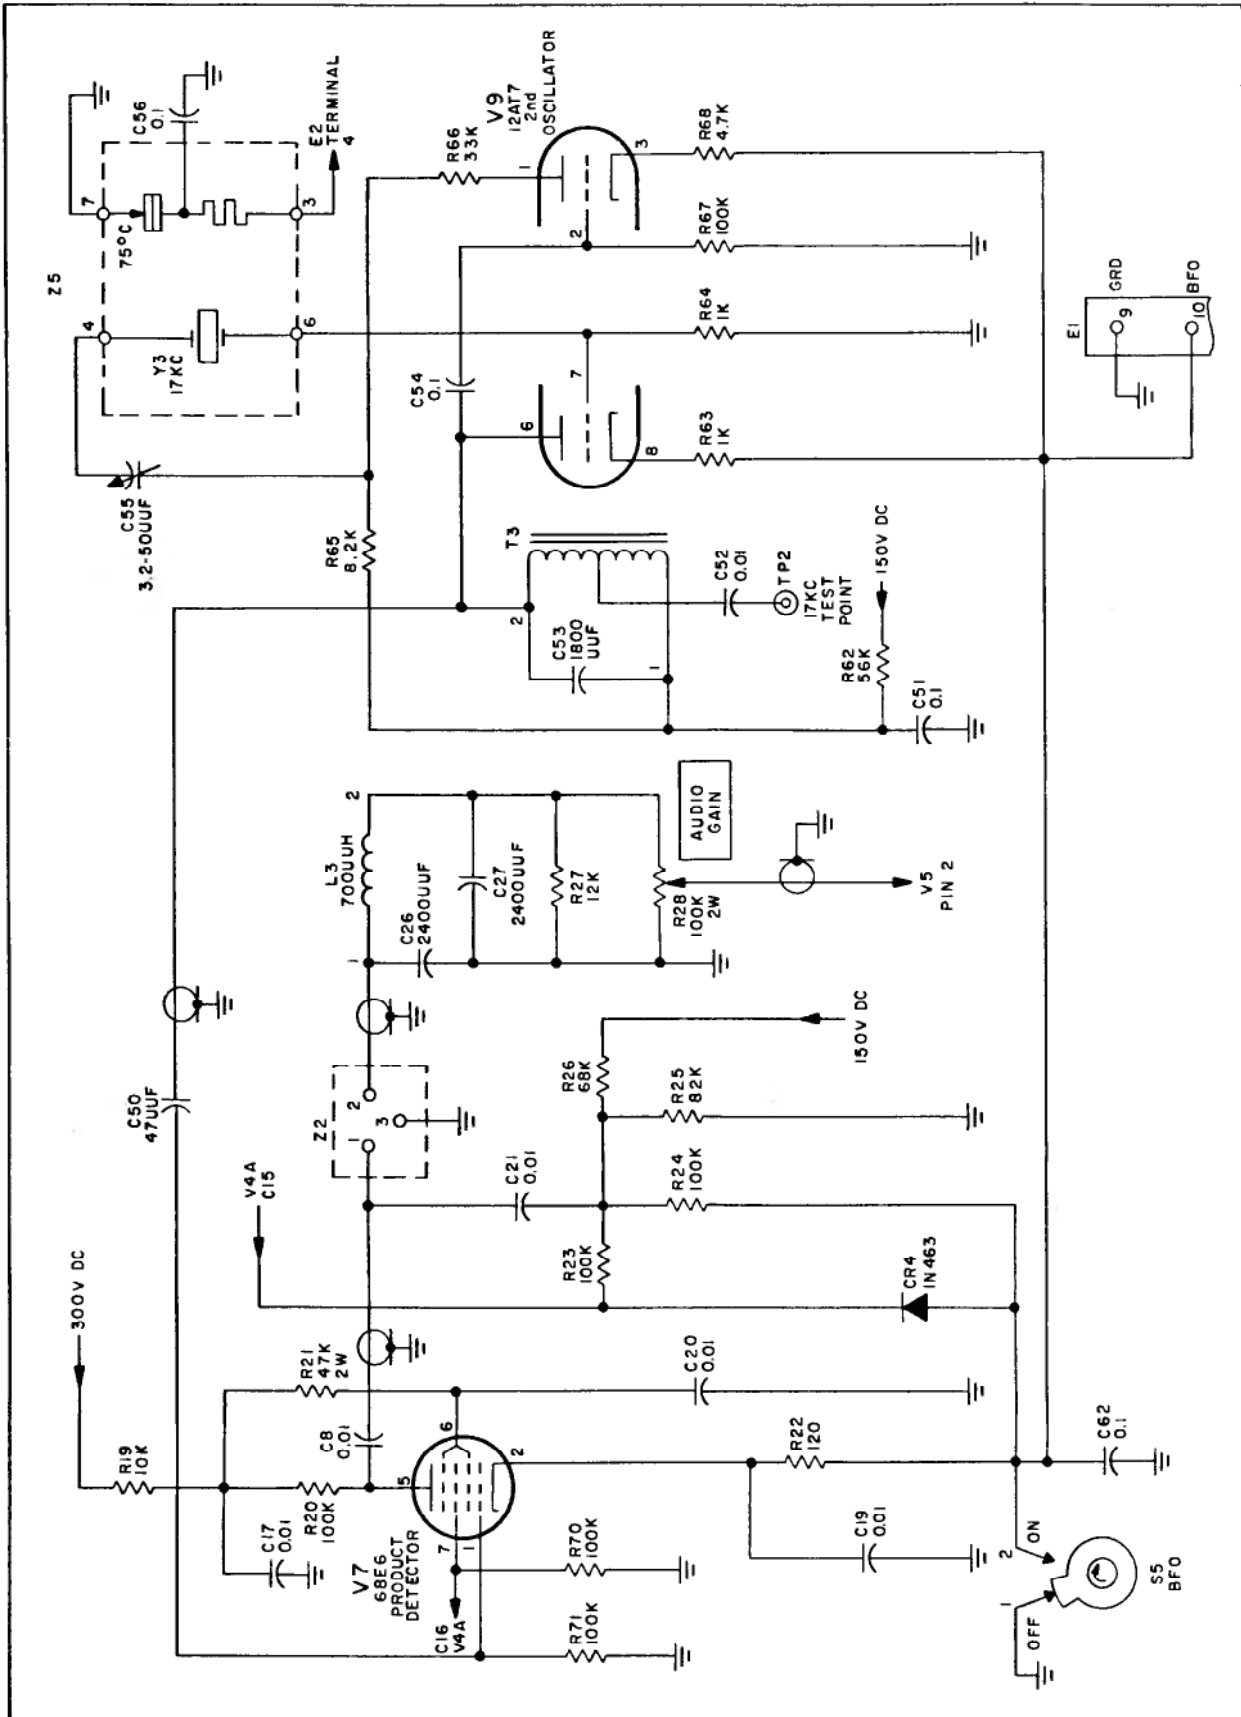 300V DC
R19
10K
C17
0.01
R20
100K
R21
47K
2W
C8
0.01
V7
68E6
PRODUCT
DETECTOR
5
6
7
1
2
C16
V4A
R71
100K
R70
100K
C20
0.01
R22
120
C19
0.01
C62
0.1
1
OFF
2
ON
S5
BFO
V4A
C15
C50
47UUF
Z2
1
2
3
C21
0.01
R23
100K
R24
100K
R25
82K
R26
68K
150V DC
CR4
IN463
L3
700UUH
1
2
C26
2400UUF
C27
2400UUF
R27
12K
R28
100K
2W
AUDIO
GAIN
V5
PIN 2
C55
3.2-50UUF
R65
8.2K
T3
2
1
C53
1800
UUF
C52
0.01
TP2
17KC
TEST
POINT
R62
56K
150V DC
C51
0.1
Z5
4
7
Y3
17KC
75°C
6
3
C56
0.1
E2
TERMINAL
4
C54
0.1
R66
33K
V9
12AT7
2nd
OSCILLATOR
6
7
8
1
2
3
R63
1K
R64
1K
R67
100K
R68
4.7K
E1
9
GRD
10
BFO